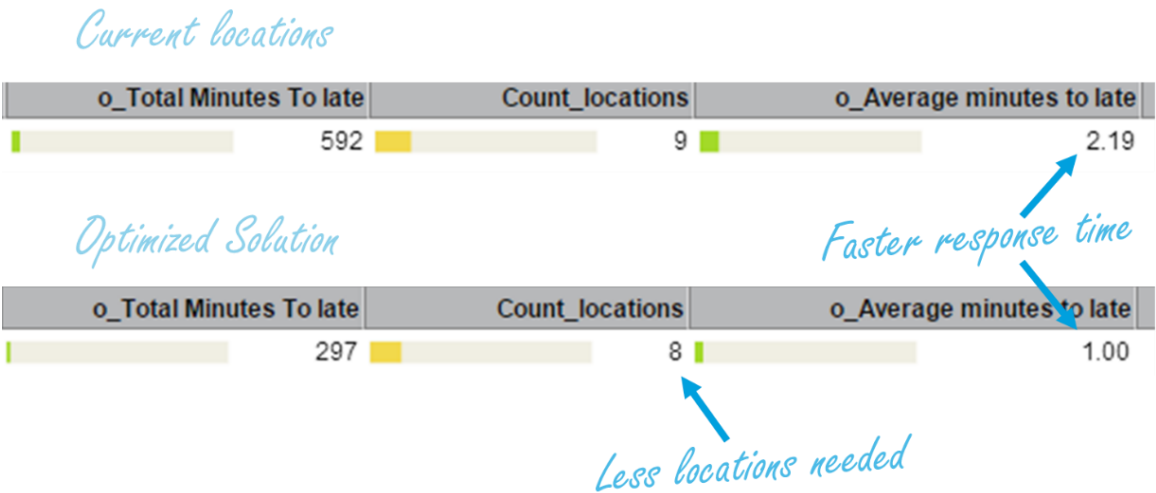 Current locations
o_Total Minutes To late Count_locations o_Average minutes to late
592 9 2.19
Optimized Solution
Faster response time
o_Total Minutes To late Count_locations o_Average minutes to late
297 8 1.00
Less locations needed